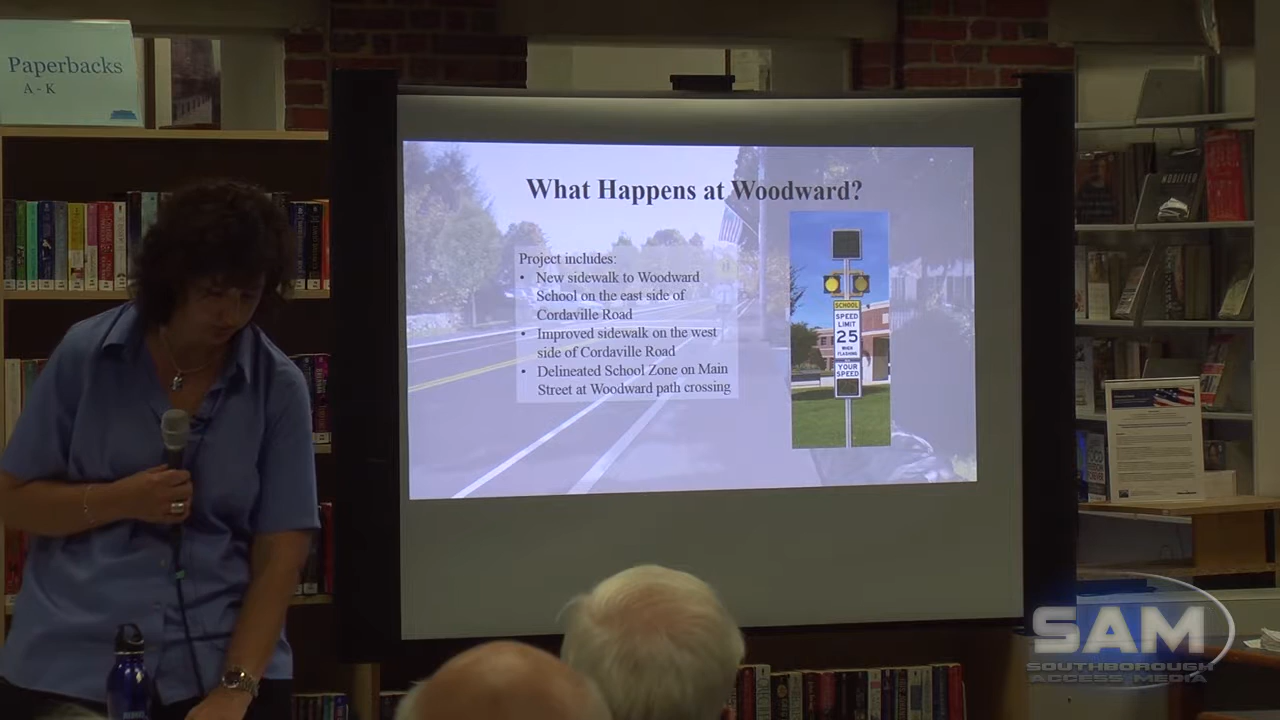 Paperbacks
A - K
What Happens at Woodward?
Project includes:
• New sidewalk to Woodward
School on the east side of
Cordaville Road
• Improved sidewalk on the west
side of Cordaville Road
• Delineated School Zone on Main
Street at Woodward path crossing
SCHOOL
SPEED
LIMIT
25
WHEN
FLASHING
YOUR
SPEED
MODIFIED
SAM
SOUTHBOROUGH
ACCESS MEDIA